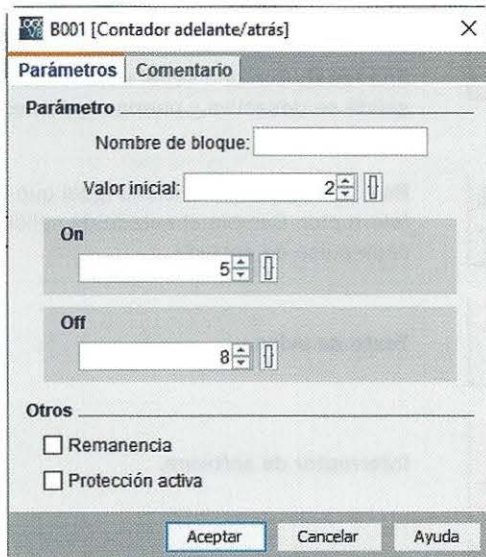 B001 [Contador adelante/atrás]
Parámetros
Comentario
Parámetro
Nombre de bloque:
Valor inicial: 2
On
5
Off
8
Otros
Remanencia
Protección activa
Aceptar
Cancelar
Ayuda